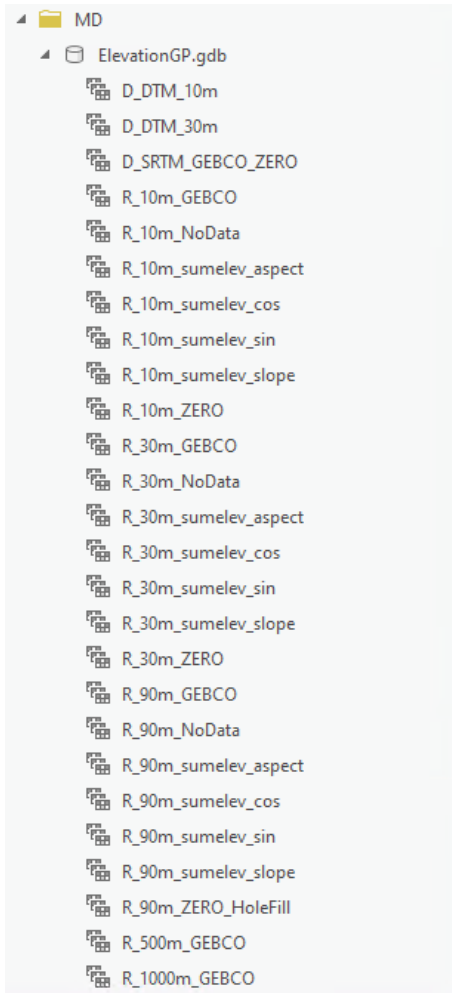 MD
ElevationGP.gdb
D_DTM_10m
D_DTM_30m
D_SRTM_GEBCO_ZERO
R_10m_GEBCO
R_10m_NoData
R_10m_sumelev_aspect
R_10m_sumelev_cos
R_10m_sumelev_sin
R_10m_sumelev_slope
R_10m_ZERO
R_30m_GEBCO
R_30m_NoData
R_30m_sumelev_aspect
R_30m_sumelev_cos
R_30m_sumelev_sin
R_30m_sumelev_slope
R_30m_ZERO
R_90m_GEBCO
R_90m_NoData
R_90m_sumelev_aspect
R_90m_sumelev_cos
R_90m_sumelev_sin
R_90m_sumelev_slope
R_90m_ZERO_HoleFill
R_500m_GEBCO
R_1000m_GEBCO